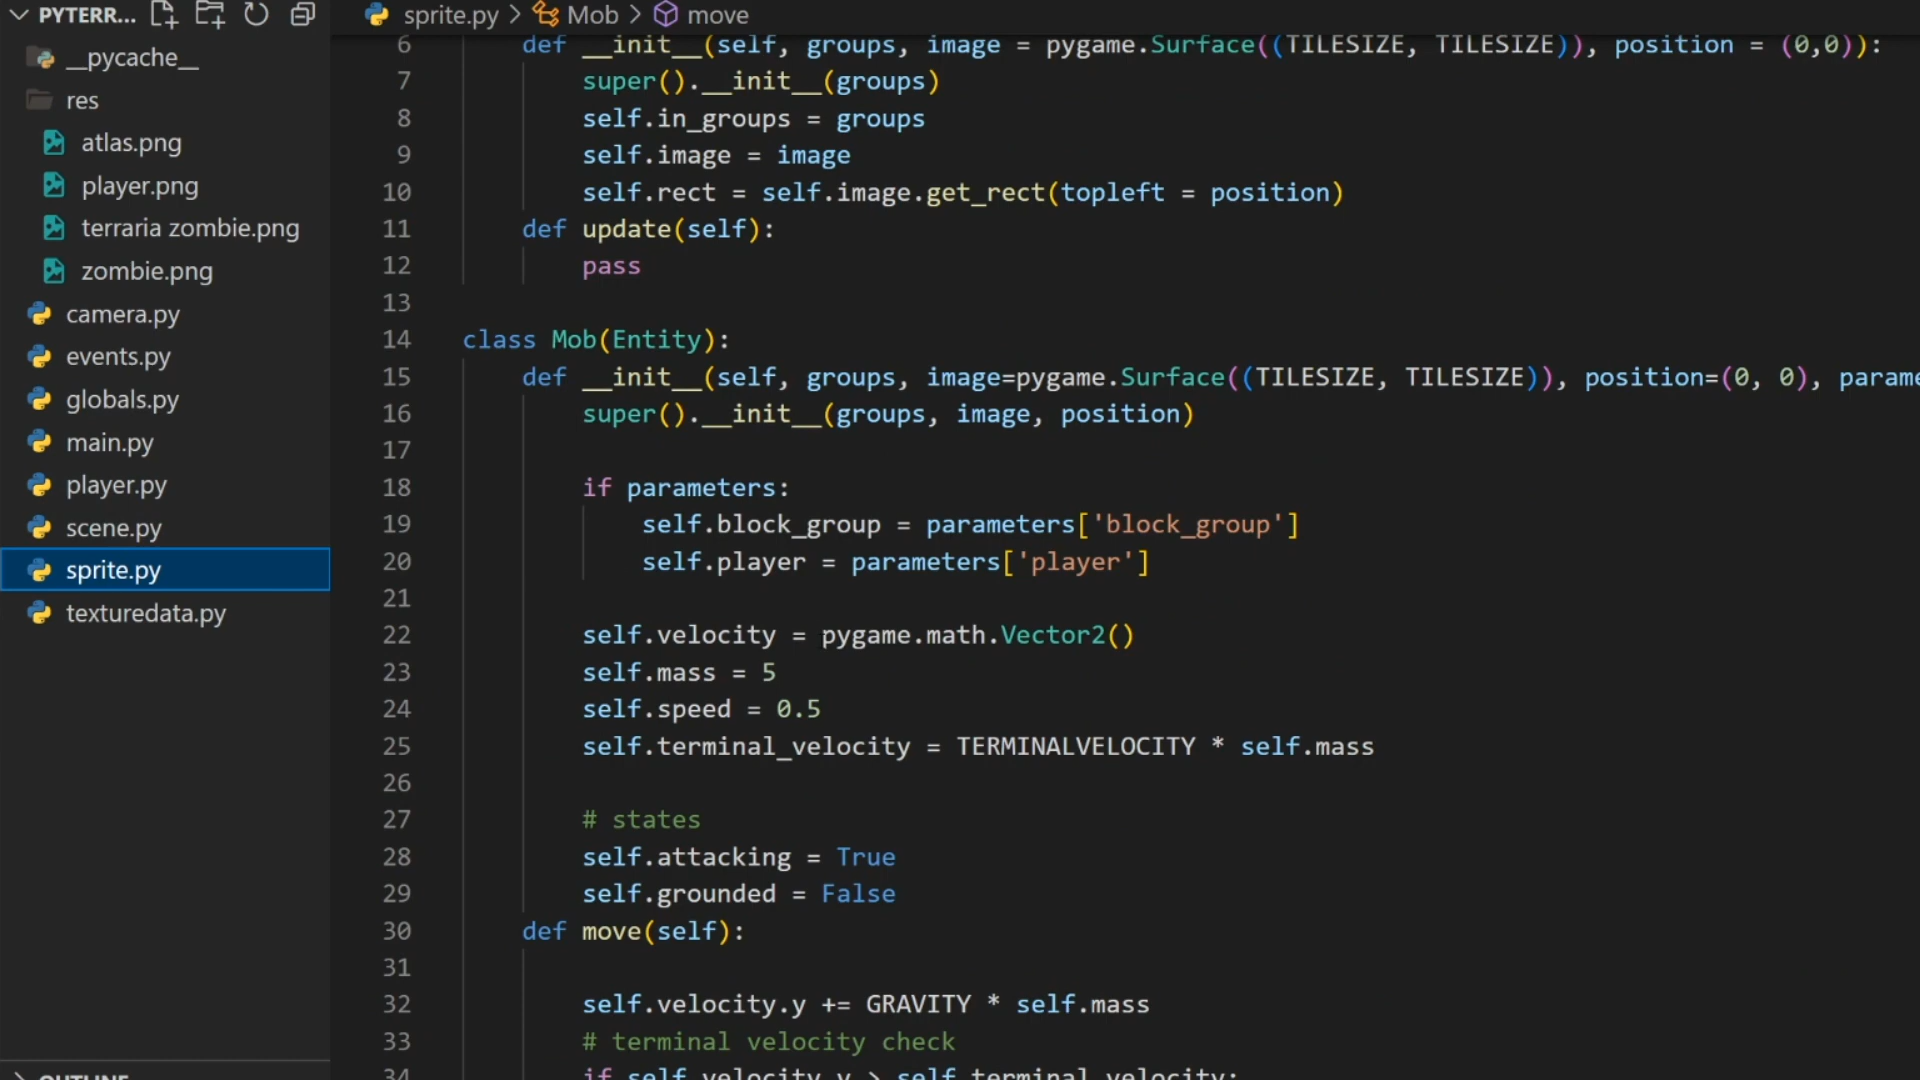 PYTERR...
__pycache__
res
atlas.png
player.png
terraria zombie.png
zombie.png
camera.py
events.py
globals.py
main.py
player.py
scene.py
sprite.py
texturedata.py
OUTLINE
sprite.py > Mob > move
6 def __init__(self, groups, image = pygame.Surface((TILESIZE, TILESIZE)), position = (0,0)):
7 super().__init__(groups)
8 self.in_groups = groups
9 self.image = image
10 self.rect = self.image.get_rect(topleft = position)
11 def update(self):
12 pass
13
14 class Mob(Entity):
15 def __init__(self, groups, image=pygame.Surface((TILESIZE, TILESIZE)), position=(0, 0), parame
16 super().__init__(groups, image, position)
17
18 if parameters:
19 self.block_group = parameters['block_group']
20 self.player = parameters['player']
21
22 self.velocity = pygame.math.Vector2()
23 self.mass = 5
24 self.speed = 0.5
25 self.terminal_velocity = TERMINALVELOCITY * self.mass
26
27 # states
28 self.attacking = True
29 self.grounded = False
30 def move(self):
31
32 self.velocity.y += GRAVITY * self.mass
33 # terminal velocity check
34 if self.velocity.y > self.terminal_velocity: